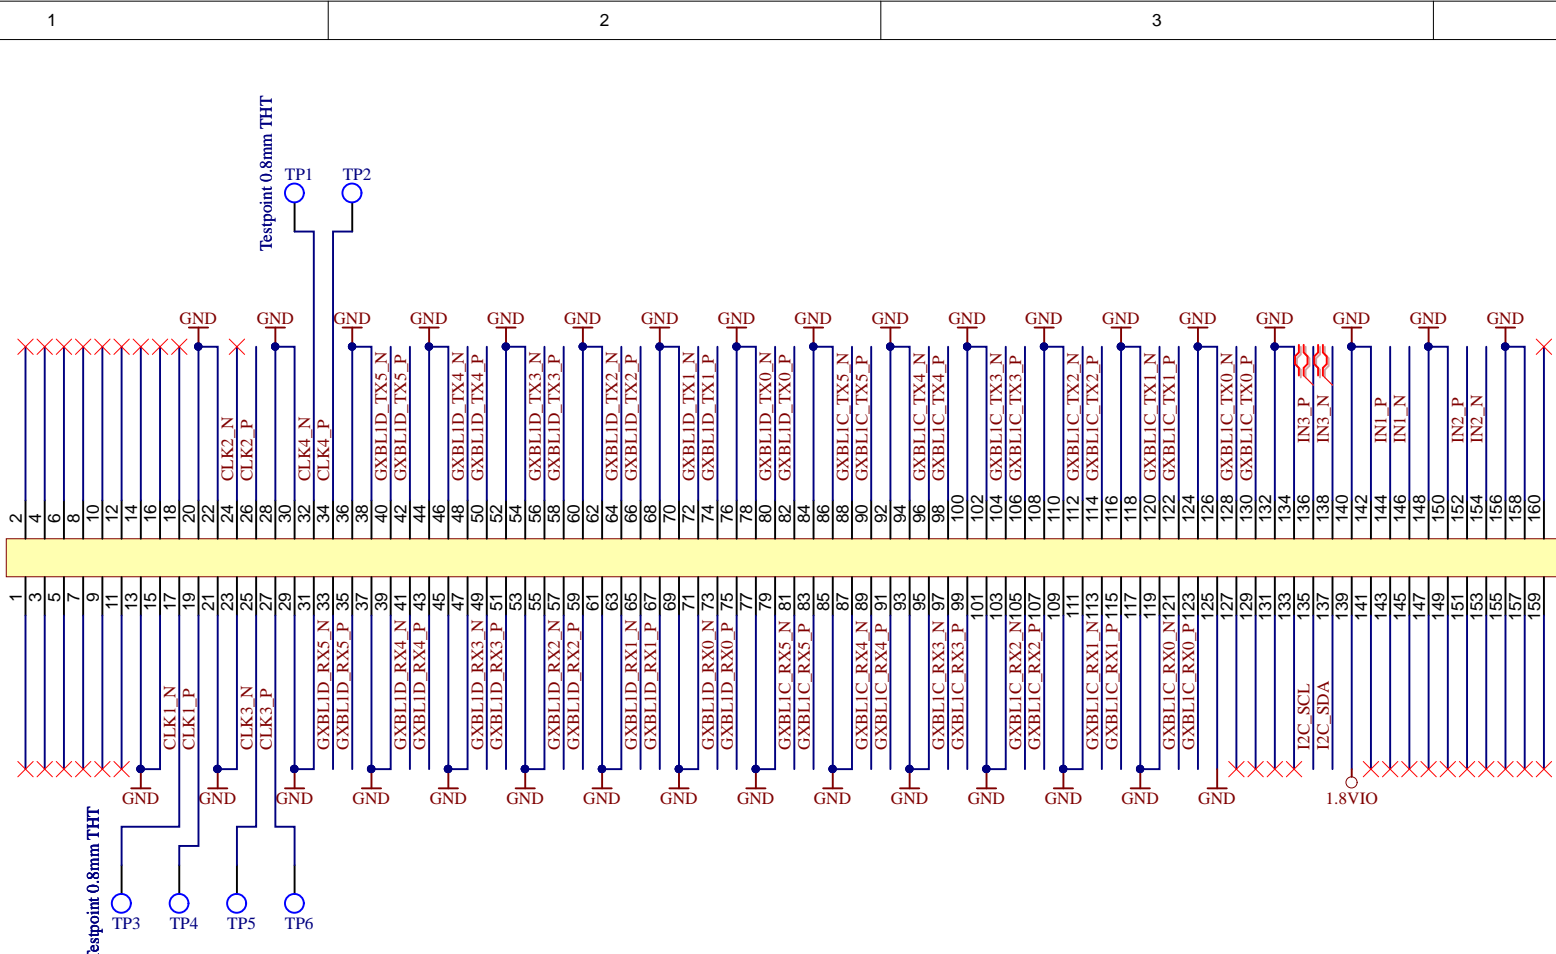 1 2 3
Testpoint 0.8mm THT
TP1 TP2
GND GND GND GND GND GND GND GND GND GND GND GND GND GND GND GND GND GND
CLK2_N
CLK2_P
CLK4_N
CLK4_P
GXBL1D_TX5_N
GXBL1D_TX5_P
GXBL1D_TX4_N
GXBL1D_TX4_P
GXBL1D_TX3_N
GXBL1D_TX3_P
GXBL1D_TX2_N
GXBL1D_TX2_P
GXBL1D_TX1_N
GXBL1D_TX1_P
GXBL1D_TX0_N
GXBL1D_TX0_P
GXBL1C_TX5_N
GXBL1C_TX5_P
GXBL1C_TX4_N
GXBL1C_TX4_P
GXBL1C_TX3_N
GXBL1C_TX3_P
GXBL1C_TX2_N
GXBL1C_TX2_P
GXBL1C_TX1_N
GXBL1C_TX1_P
GXBL1C_TX0_N
GXBL1C_TX0_P
IN3_P
IN3_N
IN1_P
IN1_N
IN2_P
IN2_N
2 4 6 8 10 12 14 16 18 20 22 24 26 28 30 32 34 36 38 40 42 44 46 48 50 52 54 56 58 60 62 64 66 68 70 72 74 76 78 80 82 84 86 88 90 92 94 96 98 100 102 104 106 108 110 112 114 116 118 120 122 124 126 128 130 132 134 136 138 140 142 144 146 148 150 152 154 156 158 160
1 3 5 7 9 11 13 15 17 19 21 23 25 27 29 31 33 35 37 39 41 43 45 47 49 51 53 55 57 59 61 63 65 67 69 71 73 75 77 79 81 83 85 87 89 91 93 95 97 99 101 103 105 107 109 111 113 115 117 119 121 123 125 127 129 131 133 135 137 139 141 143 145 147 149 151 153 155 157 159
CLK1_N
CLK1_P
CLK3_N
CLK3_P
GXBL1D_RX5_N
GXBL1D_RX5_P
GXBL1D_RX4_N
GXBL1D_RX4_P
GXBL1D_RX3_N
GXBL1D_RX3_P
GXBL1D_RX2_N
GXBL1D_RX2_P
GXBL1D_RX1_N
GXBL1D_RX1_P
GXBL1D_RX0_N
GXBL1D_RX0_P
GXBL1C_RX5_N
GXBL1C_RX5_P
GXBL1C_RX4_N
GXBL1C_RX4_P
GXBL1C_RX3_N
GXBL1C_RX3_P
GXBL1C_RX2_N
GXBL1C_RX2_P
GXBL1C_RX1_N
GXBL1C_RX1_P
GXBL1C_RX0_N
GXBL1C_RX0_P
I2C_SCL
I2C_SDA
GND GND GND GND GND GND GND GND GND GND GND GND GND GND GND 1.8VIO
Testpoint 0.8mm THT
TP3 TP4 TP5 TP6